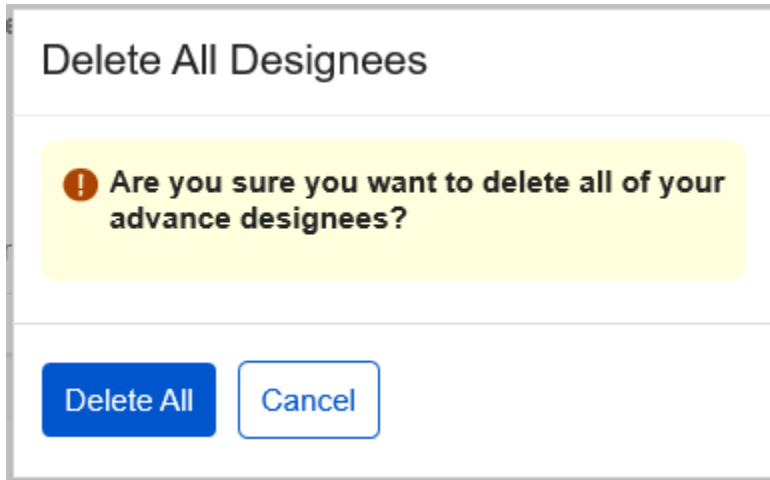 Delete All Designees
Are you sure you want to delete all of your
advance designees?
Delete All
Cancel